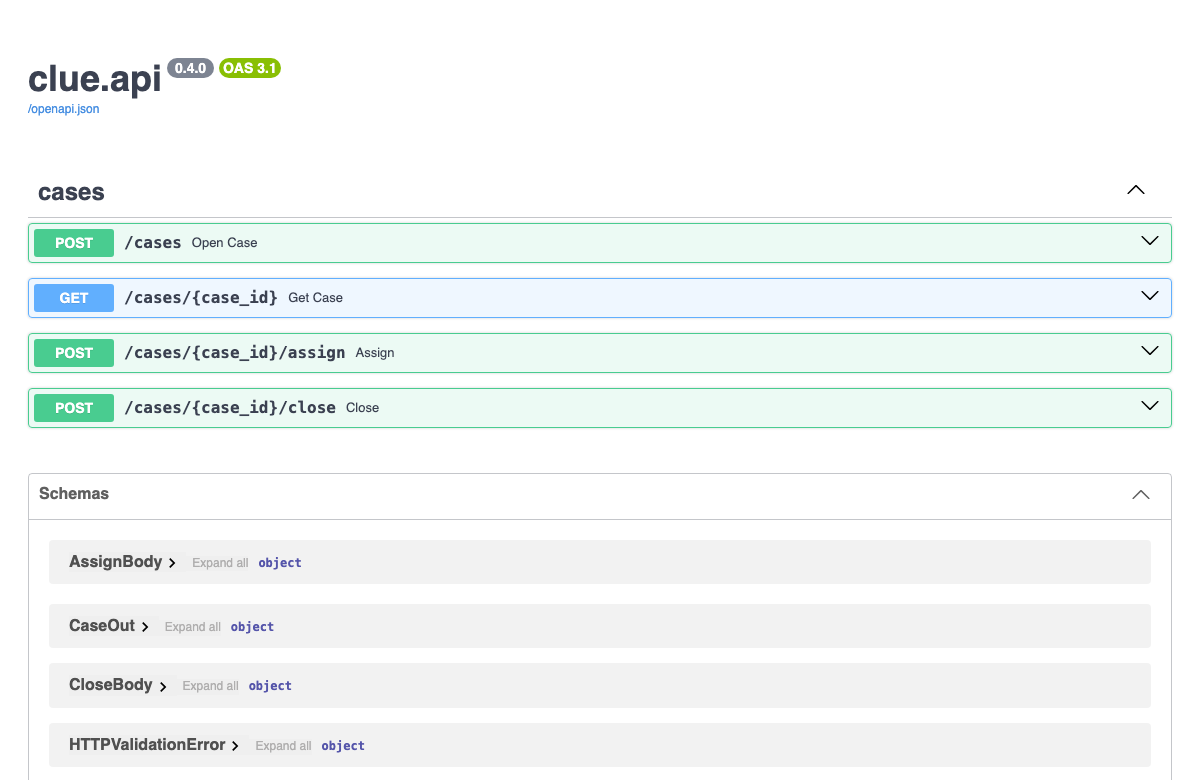 clue.api 0.4.0 OAS 3.1
/openapi.json
cases
POST /cases Open Case
GET /cases/{case_id} Get Case
POST /cases/{case_id}/assign Assign
POST /cases/{case_id}/close Close
Schemas
AssignBody Expand all object
CaseOut Expand all object
CloseBody Expand all object
HTTPValidationError Expand all object